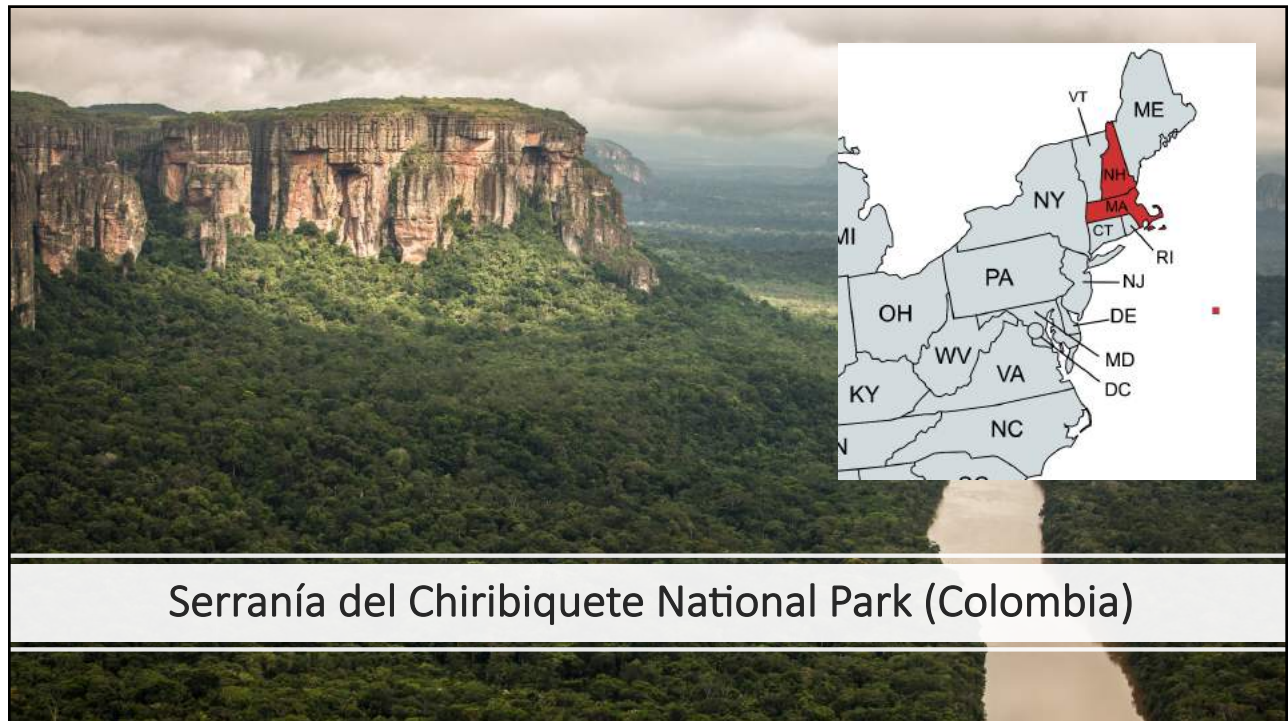 VT
ME
NH
NY
MA
MI
CT
RI
PA
NJ
OH
DE
WV
MD
VA
DC
KY
NC
N
Serranía del Chiribiquete National Park (Colombia)